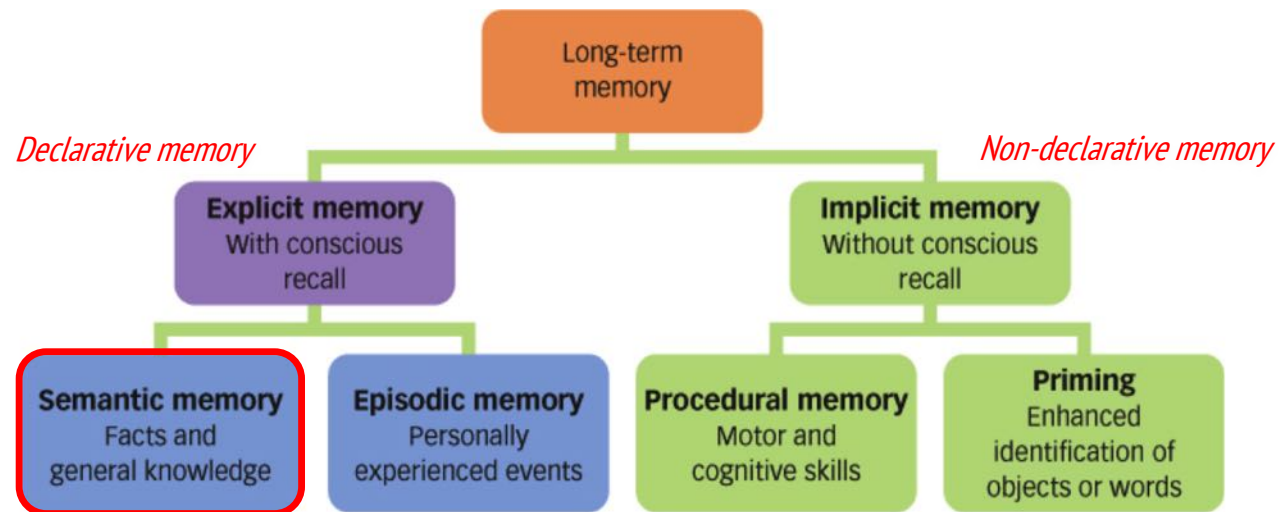 Long-term
memory
Declarative memory
Non-declarative memory
Explicit memory
With conscious
recall
Implicit memory
Without conscious
recall
Semantic memory
Facts and
general knowledge
Episodic memory
Personally
experienced events
Procedural memory
Motor and
cognitive skills
Priming
Enhanced
identification of
objects or words